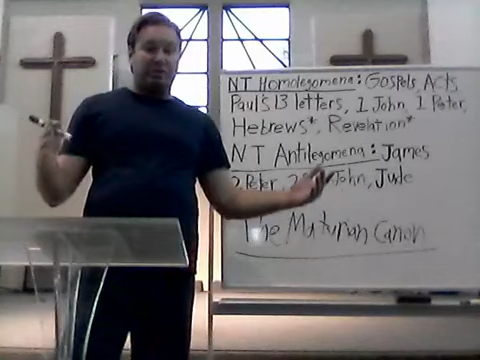 NT Homolegomena: Gospels, Acts
Paul's 13 letters, 1 John, 1 Peter,
Hebrews*, Revelation*
NT Antilegomena: James
2 Peter, John, Jude
The Maturian Canon